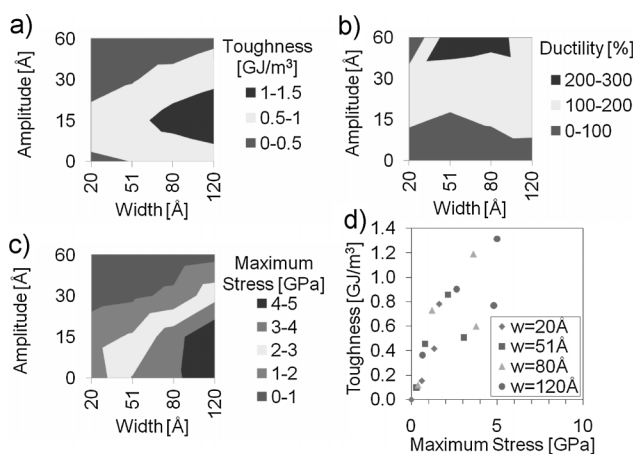 a)
Amplitude [Å]
60
30
15
0
20
51
80
120
Width [Å]
Toughness
[GJ/m³]
1-1.5
0.5-1
0-0.5
b)
Amplitude [Å]
60
30
15
0
20
51
80
120
Width [Å]
Ductility [%]
200-300
100-200
0-100
c)
Amplitude [Å]
60
30
15
0
20
51
80
120
Width [Å]
Maximum
Stress [GPa]
4-5
3-4
2-3
1-2
0-1
d)
Toughness [GJ/m³]
1.4
1.2
1.0
0.8
0.6
0.4
0.2
0.0
0
5
10
Maximum Stress [GPa]
w=20Å
w=51Å
w=80Å
w=120Å